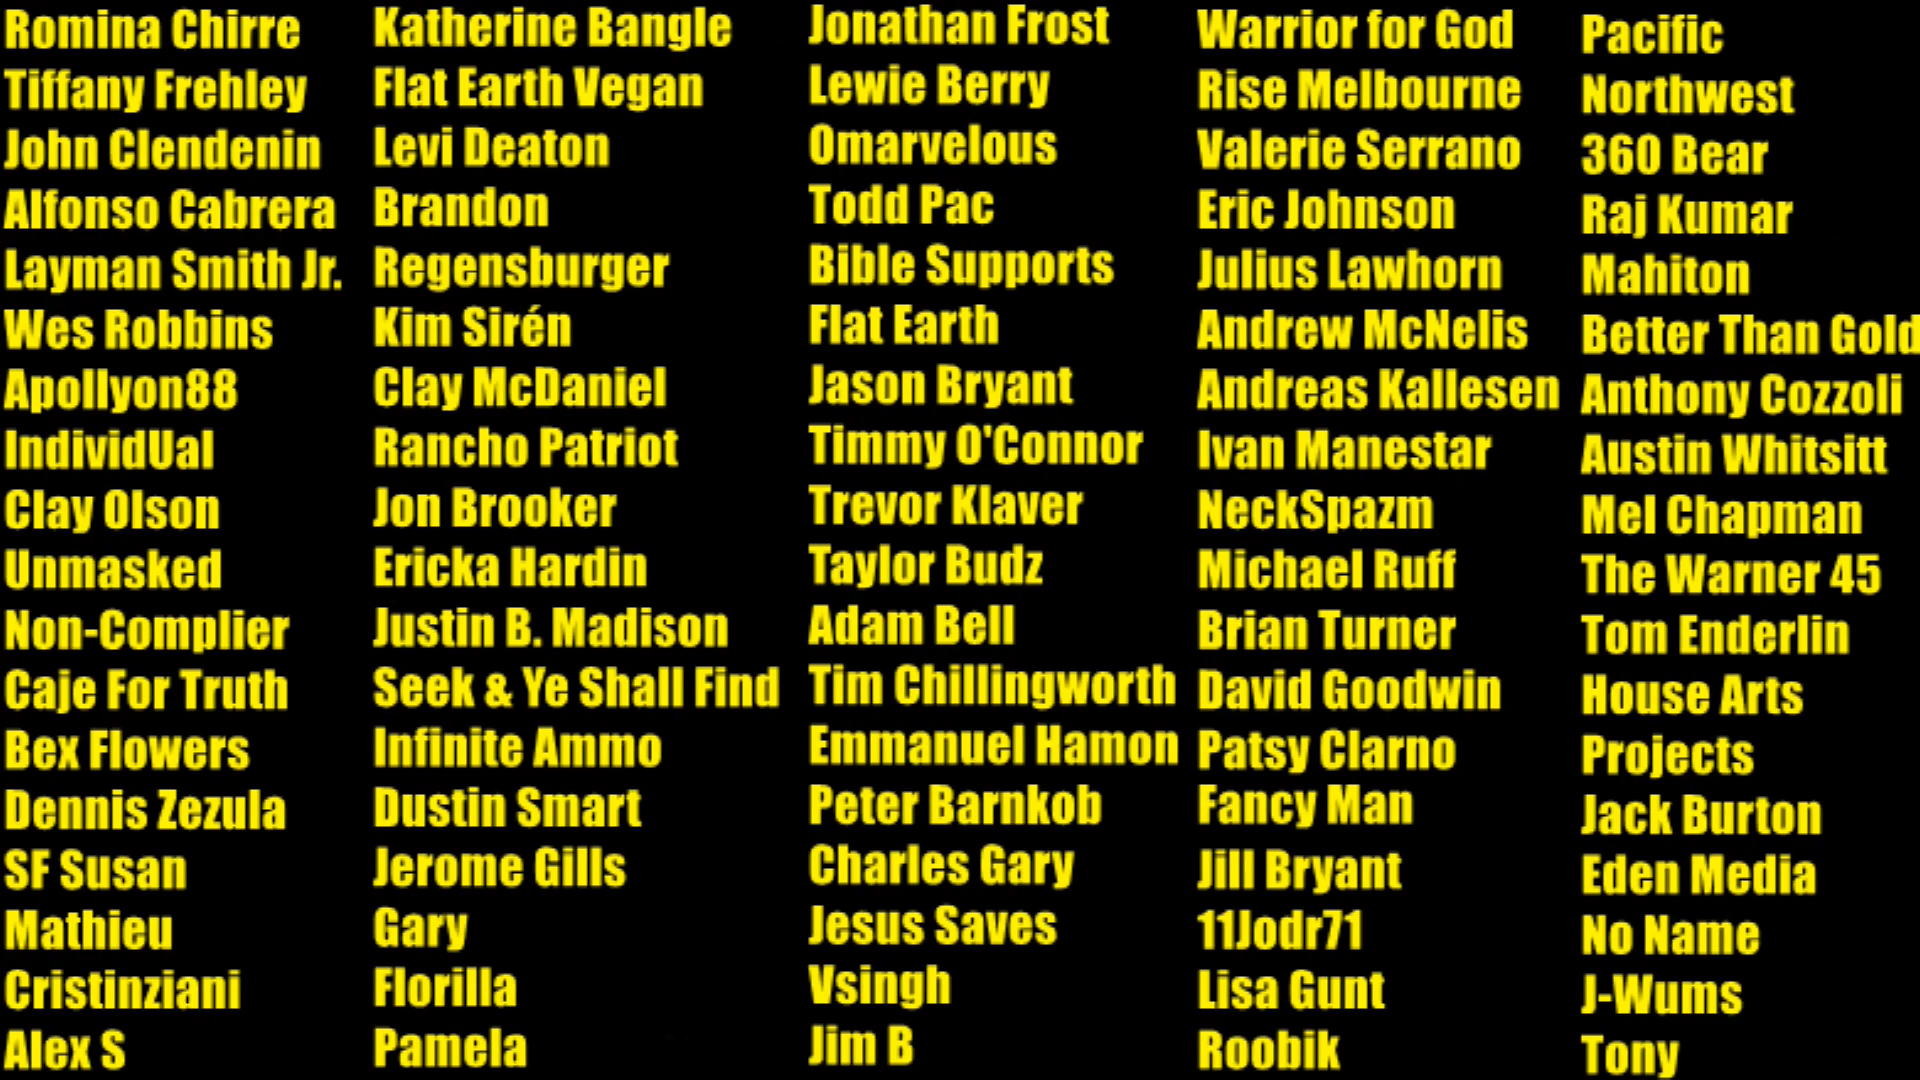 Romina Chirre
Tiffany Frehley
John Clendenin
Alfonso Cabrera
Layman Smith Jr.
Wes Robbins
Apollyon88
IndividUal
Clay Olson
Unmasked
Non-Complier
Caje For Truth
Bex Flowers
Dennis Zezula
SF Susan
Mathieu
Cristinziani
Alex S
Katherine Bangle
Flat Earth Vegan
Levi Deaton
Brandon
Regensburger
Kim Sirén
Clay McDaniel
Rancho Patriot
Jon Brooker
Ericka Hardin
Justin B. Madison
Seek & Ye Shall Find
Infinite Ammo
Dustin Smart
Jerome Gills
Gary
Florilla
Pamela
Jonathan Frost
Lewie Berry
Omarvelous
Todd Pac
Bible Supports
Flat Earth
Jason Bryant
Timmy O'Connor
Trevor Klaver
Taylor Budz
Adam Bell
Tim Chillingworth
Emmanuel Hamon
Peter Barnkob
Charles Gary
Jesus Saves
Vsingh
Jim B
Warrior for God
Rise Melbourne
Valerie Serrano
Eric Johnson
Julius Lawhorn
Andrew McNelis
Andreas Kallesen
Ivan Manestar
NeckSpazm
Michael Ruff
Brian Turner
David Goodwin
Patsy Clarno
Fancy Man
Jill Bryant
11Jodr71
Lisa Gunt
Roobik
Pacific
Northwest
360 Bear
Raj Kumar
Mahiton
Better Than Gold
Anthony Cozzoli
Austin Whitsitt
Mel Chapman
The Warner 45
Tom Enderlin
House Arts
Projects
Jack Burton
Eden Media
No Name
J-Wums
Tony